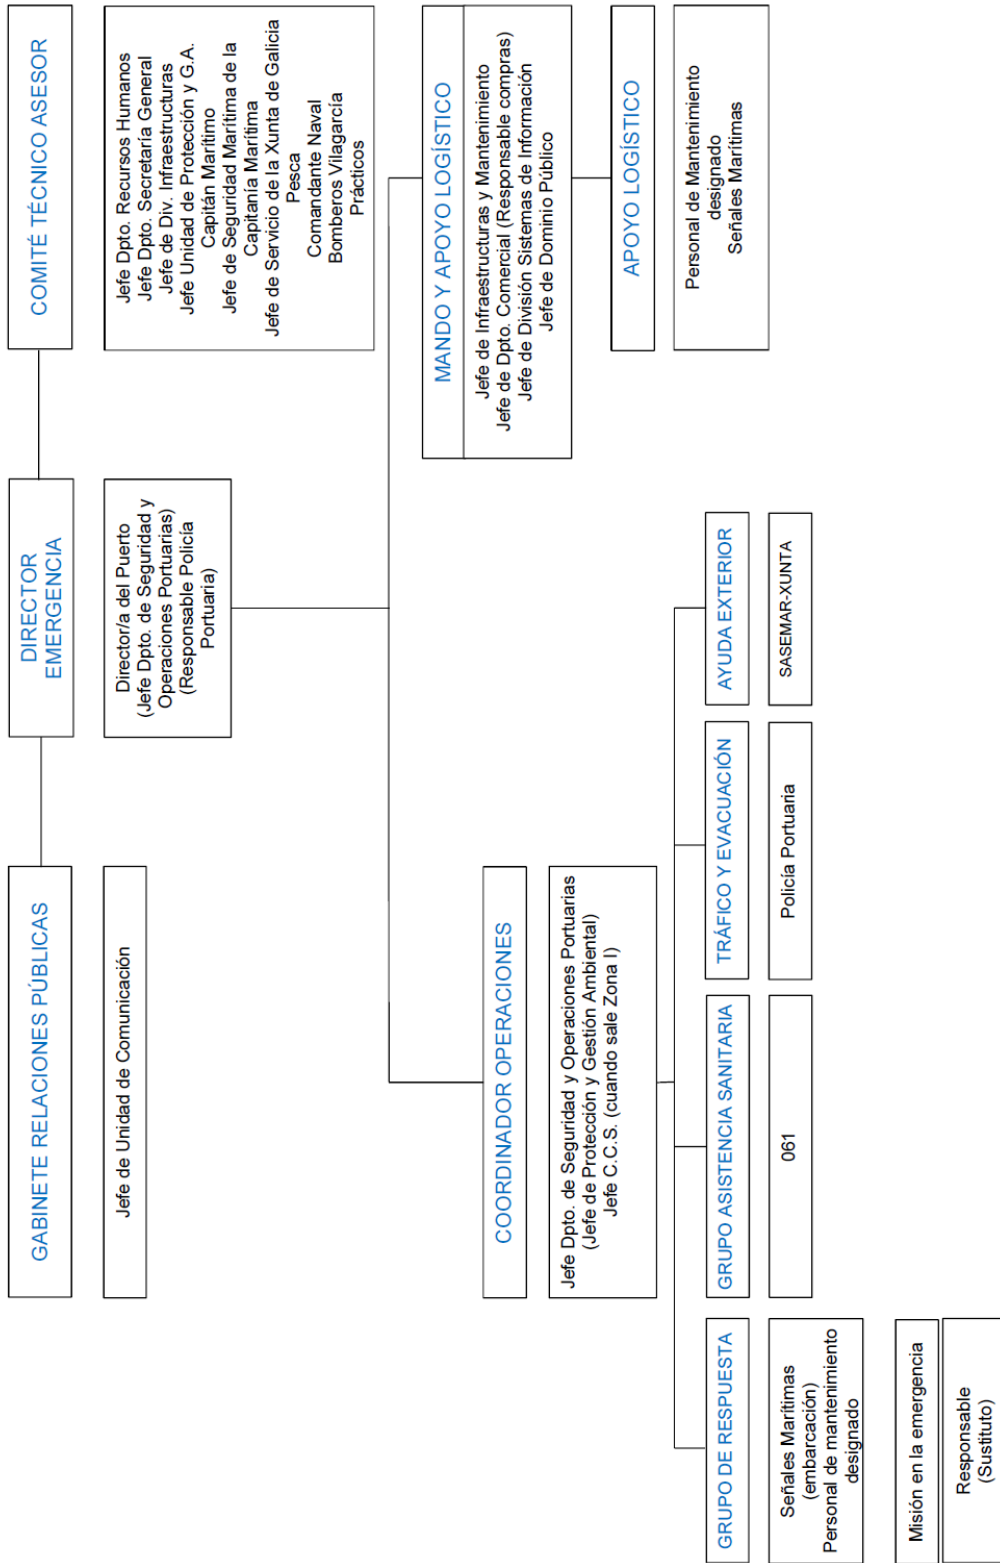 GABINETE RELACIONES PÚBLICAS
Jefe de Unidad de Comunicación
DIRECTOR
EMERGENCIA
Director/a del Puerto
(Jefe Dpto. de Seguridad y
Operaciones Portuarias)
(Responsable Policía
Portuaria)
COMITÉ TÉCNICO ASESOR
Jefe Dpto. Recursos Humanos
Jefe Dpto. Secretaría General
Jefe de Div. Infraestructuras
Jefe Unidad de Protección y G.A.
Capitán Marítimo
Jefe de Seguridad Marítima de la
Capitanía Marítima
Jefe de Servicio de la Xunta de Galicia
Pesca
Comandante Naval
Bomberos Vilagarcía
Prácticos
COORDINADOR OPERACIONES
Jefe Dpto. de Seguridad y Operaciones Portuarias
(Jefe de Protección y Gestión Ambiental)
Jefe C.C.S. (cuando sale Zona I)
MANDO Y APOYO LOGÍSTICO
Jefe de Infraestructuras y Mantenimiento
Jefe de Dpto. Comercial (Responsable compras)
Jefe de División Sistemas de Información
Jefe de Dominio Público
GRUPO DE RESPUESTA
Señales Marítimas
(embarcación)
Personal de mantenimiento
designado
GRUPO ASISTENCIA SANITARIA
061
TRÁFICO Y EVACUACIÓN
Policía Portuaria
AYUDA EXTERIOR
SASEMAR-XUNTA
APOYO LOGÍSTICO
Personal de Mantenimiento
designado
Señales Marítimas
Misión en la emergencia
Responsable
(Sustituto)